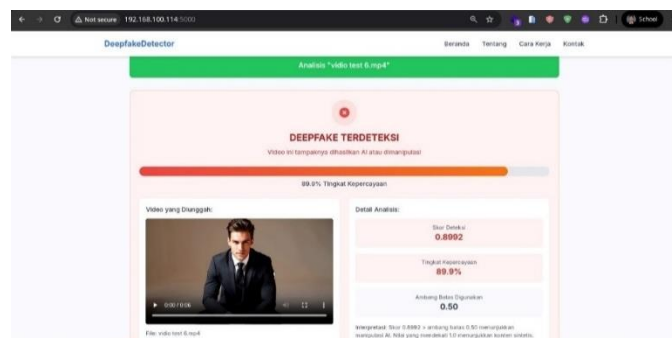 Not secure 192.168.100.114:5000
School
DeepfakeDetector
Beranda Tentang Cara Kerja Kontak
Analisis "vidio test 6.mp4"
DEEPFAKE TERDETEKSI
Video ini tampaknya dihasilkan AI atau dimanipulasi
89.9% Tingkat Kepercayaan
Video yang Diunggah:
0:00 / 0:06
File: vidio test 6.mp4
Detail Analisis:
Skor Deteksi
0.8992
Tingkat Kepercayaan
89.9%
Ambang Batas Digunakan
0.50
Interpretasi: Skor 0.8992 > ambang batas 0.50 menunjukkan
manipulasi AI. Nilai yang mendekati 1.0 menunjukkan konten sintetis.